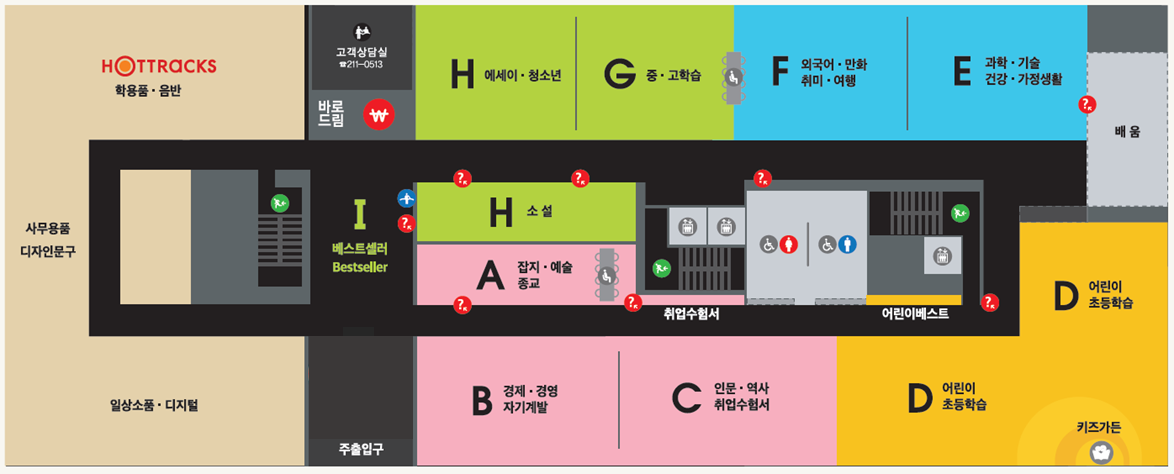 HOTTRACKS
학용품 · 음반
고객상담실
☎211-0513
바로
드림
₩
H 에세이 · 청소년
G 중 · 고학습
F 외국어 · 만화
취미 · 여행
E 과학 · 기술
건강 · 가정생활
배 움
사무용품
디자인문구
I
베스트셀러
Bestseller
H 소 설
A 잡지 · 예술
종교
취업수험서
어린이베스트
D 어린이
초등학습
일상소품 · 디지털
B 경제 · 경영
자기계발
C 인문 · 역사
취업수험서
D 어린이
초등학습
키즈가든
주출입구
?
?
?
?
?
?
?
?